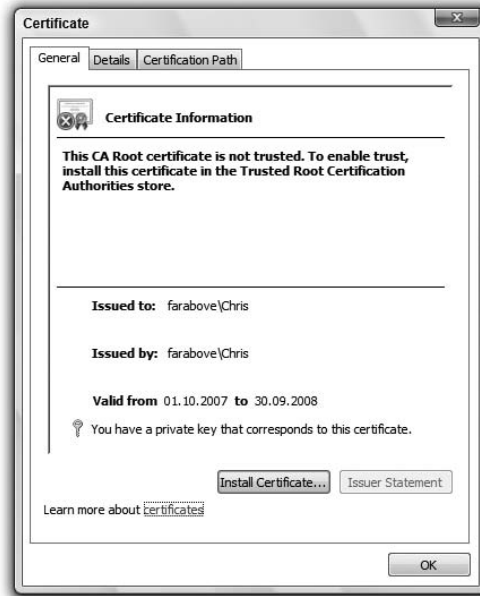 Certificate
General Details Certification Path
Certificate Information
This CA Root certificate is not trusted. To enable trust,
install this certificate in the Trusted Root Certification
Authorities store.
Issued to: farabove\Chris
Issued by: farabove\Chris
Valid from 01.10.2007 to 30.09.2008
You have a private key that corresponds to this certificate.
Install Certificate... Issuer Statement
Learn more about certificates
OK